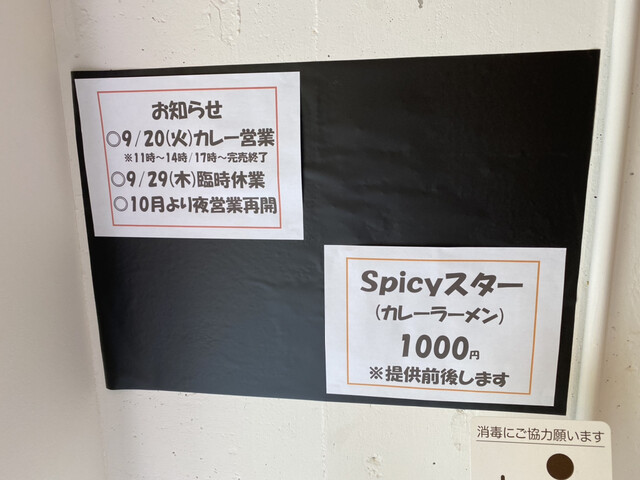 お知らせ
○9/20(火)カレー営業
※11時～14時/17時～完売終了
○9/29(木)臨時休業
○10月より夜営業再開
Spicyスター
(カレーラーメン)
1000円
※提供前後します
消毒にご協力願います